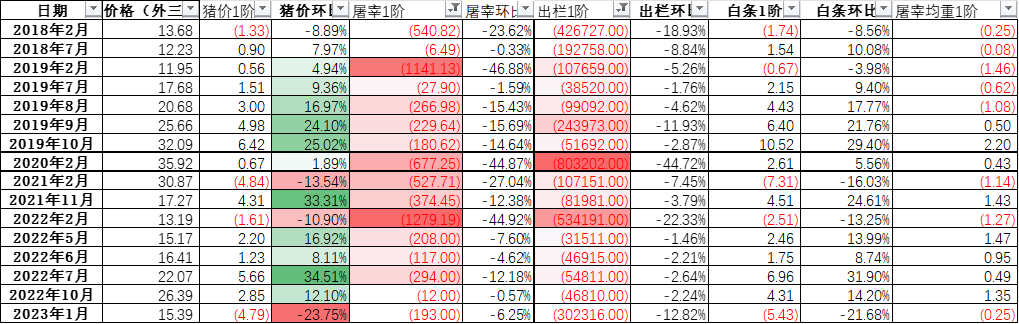 日期 价格（外三 猪价1阶 猪价环比 屠宰1阶 屠宰环比 出栏1阶 出栏环比 白条1阶 白条环比 屠宰均重1阶
2018年2月 13.68 (1.33) -8.89% (540.82) -23.62% (426727.00) -18.93% (1.74) -8.56% (0.25)
2018年7月 12.23 0.90 7.97% (6.49) -0.33% (192758.00) -8.84% 1.54 10.08% (0.08)
2019年2月 11.95 0.56 4.94% (1141.13) -46.88% (107659.00) -5.26% (0.67) -3.98% (1.46)
2019年7月 17.68 1.51 9.36% (27.90) -1.59% (38520.00) -1.76% 2.15 9.40% (0.62)
2019年8月 20.68 3.00 16.97% (266.98) -15.43% (99092.00) -4.62% 4.43 17.77% (1.08)
2019年9月 25.66 4.98 24.10% (229.64) -15.69% (243973.00) -11.93% 6.40 21.76% 0.50
2019年10月 32.09 6.42 25.02% (180.62) -14.64% (51692.00) -2.87% 10.52 29.40% 2.20
2020年2月 35.92 0.67 1.89% (677.25) -44.87% (803202.00) -44.72% 2.61 5.56% 0.43
2021年2月 30.87 (4.84) -13.54% (527.71) -27.04% (107151.00) -7.45% (7.31) -16.03% (1.14)
2021年11月 17.27 4.31 33.31% (374.45) -12.38% (81981.00) -3.79% 4.51 24.61% 1.43
2022年2月 13.19 (1.61) -10.90% (1279.19) -44.92% (534191.00) -22.33% (2.51) -13.25% (1.27)
2022年5月 15.17 2.20 16.92% (208.00) -7.60% (31511.00) -1.46% 2.46 13.99% 1.47
2022年6月 16.41 1.23 8.11% (117.00) -4.62% (46915.00) -2.21% 1.75 8.74% 0.95
2022年7月 22.07 5.66 34.51% (294.00) -12.18% (54811.00) -2.64% 6.96 31.90% 0.49
2022年10月 26.39 2.85 12.10% (12.00) -0.57% (46810.00) -2.24% 4.31 14.20% 1.35
2023年1月 15.39 (4.79) -23.75% (193.00) -6.25% (302316.00) -12.82% (5.43) -21.68% (0.25)